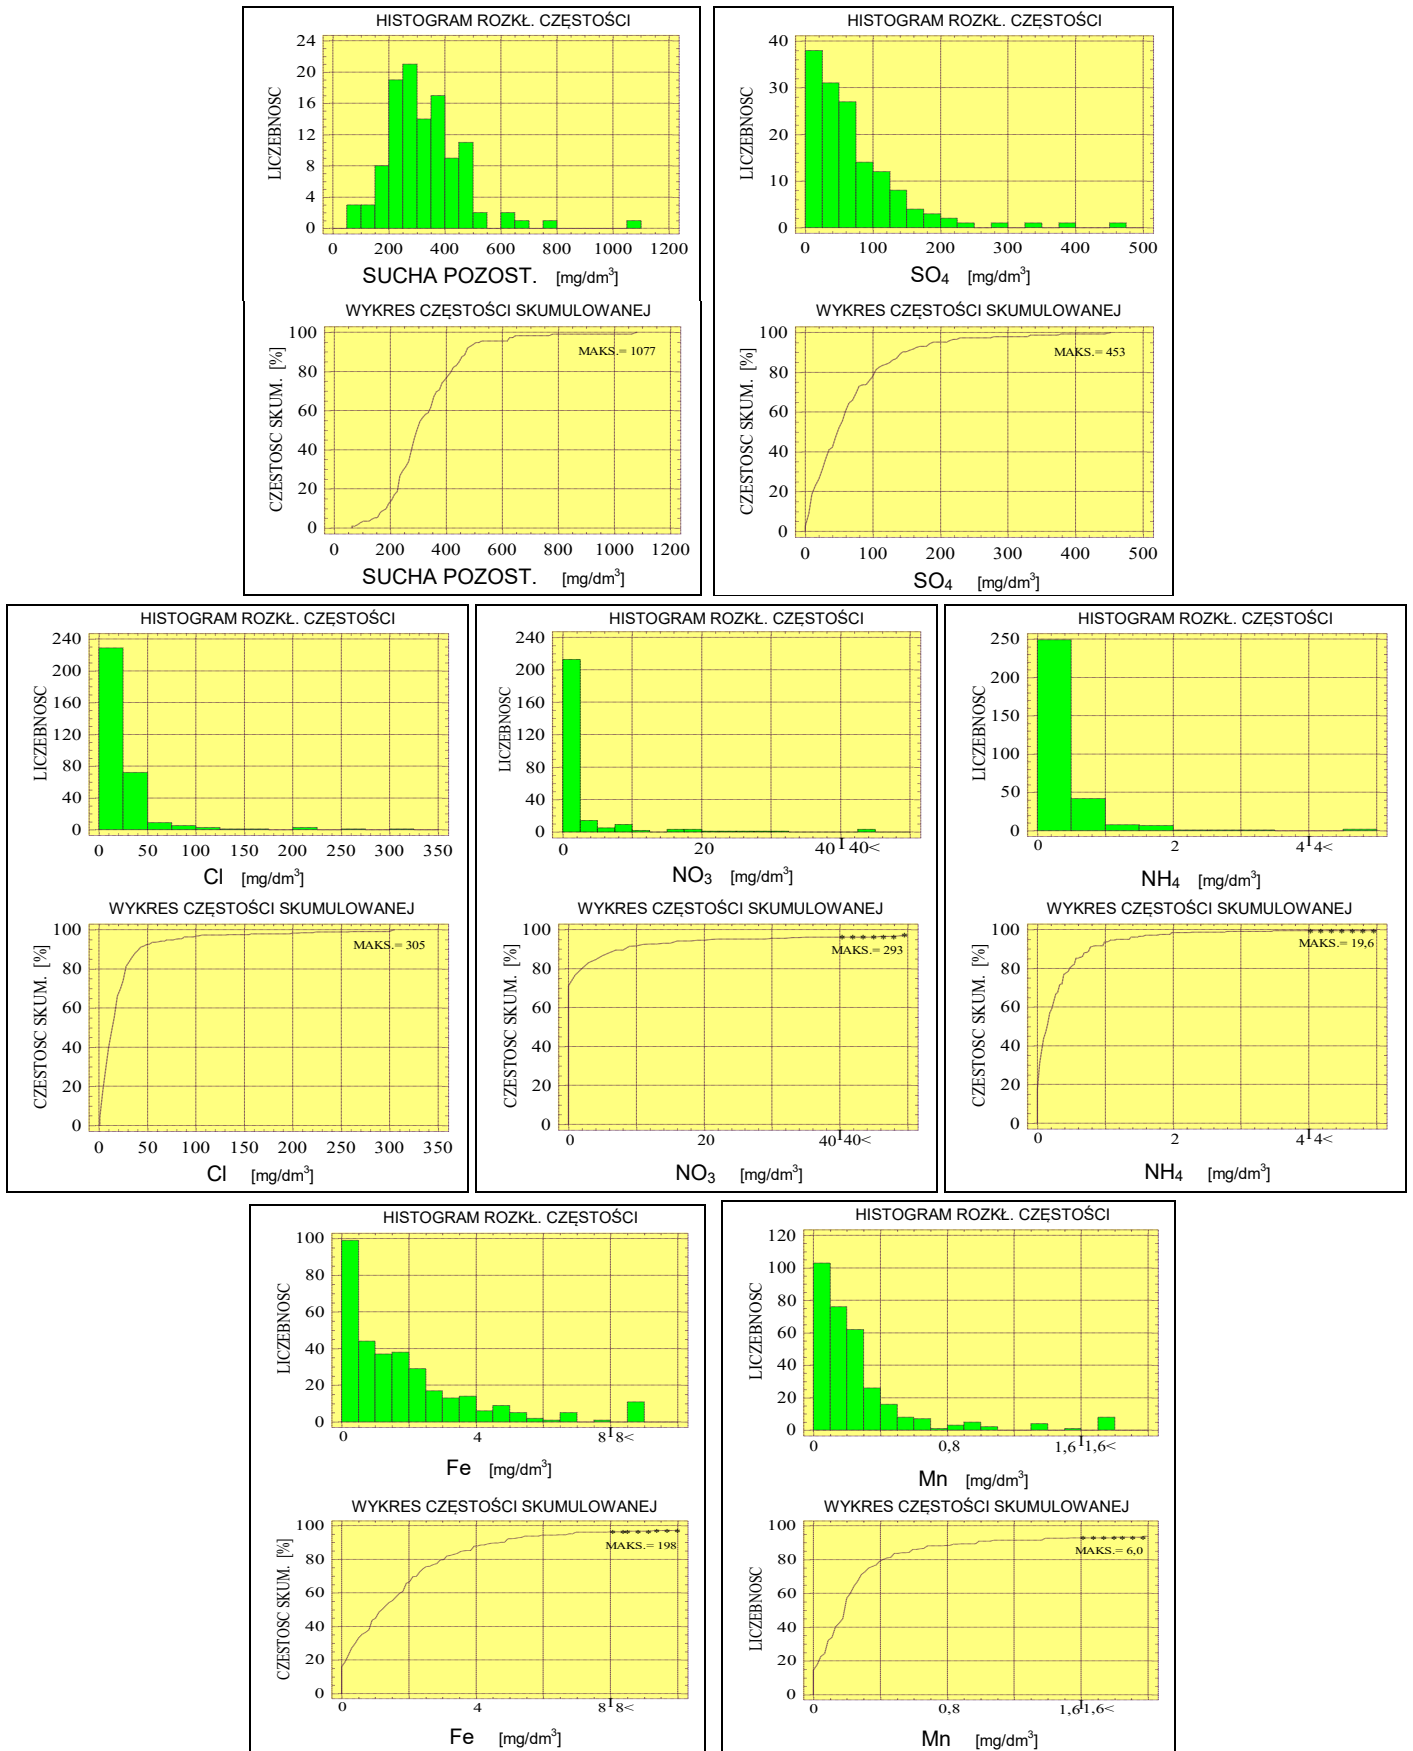 HISTOGRAM ROZKŁ. CZĘSTOŚCI
LICZEBNOSC
24
20
16
12
8
4
0
0 200 400 600 800 1000 1200
SUCHA POZOST. [mg/dm³]
WYKRES CZĘSTOŚCI SKUMULOWANEJ
CZESTOSC SKUM. [%]
100
80
60
40
20
0
MAKS.= 1077
0 200 400 600 800 1000 1200
SUCHA POZOST. [mg/dm³]
HISTOGRAM ROZKŁ. CZĘSTOŚCI
LICZEBNOSC
40
30
20
10
0
0 100 200 300 400 500
SO₄ [mg/dm³]
WYKRES CZĘSTOŚCI SKUMULOWANEJ
CZESTOSC SKUM. [%]
100
80
60
40
20
0
MAKS.= 453
0 100 200 300 400 500
SO₄ [mg/dm³]
HISTOGRAM ROZKŁ. CZĘSTOŚCI
LICZEBNOSC
240
200
160
120
80
40
0
0 50 100 150 200 250 300 350
Cl [mg/dm³]
WYKRES CZĘSTOŚCI SKUMULOWANEJ
CZESTOSC SKUM. [%]
100
80
60
40
20
0
MAKS.= 305
0 50 100 150 200 250 300 350
Cl [mg/dm³]
HISTOGRAM ROZKŁ. CZĘSTOŚCI
LICZEBNOSC
240
200
160
120
80
40
0
0 20 40 40<
NO₃ [mg/dm³]
WYKRES CZĘSTOŚCI SKUMULOWANEJ
CZESTOSC SKUM. [%]
100
80
60
40
20
0
MAKS.= 293
0 20 40 40<
NO₃ [mg/dm³]
HISTOGRAM ROZKŁ. CZĘSTOŚCI
LICZEBNOSC
250
200
150
100
50
0
0 2 4 4<
NH₄ [mg/dm³]
WYKRES CZĘSTOŚCI SKUMULOWANEJ
CZESTOSC SKUM. [%]
100
80
60
40
20
0
MAKS.= 19,6
0 2 4 4<
NH₄ [mg/dm³]
HISTOGRAM ROZKŁ. CZĘSTOŚCI
LICZEBNOSC
100
80
60
40
20
0
0 4 8 8<
Fe [mg/dm³]
WYKRES CZĘSTOŚCI SKUMULOWANEJ
CZESTOSC SKUM. [%]
100
80
60
40
20
0
MAKS.= 198
0 4 8 8<
Fe [mg/dm³]
HISTOGRAM ROZKŁ. CZĘSTOŚCI
LICZEBNOSC
120
100
80
60
40
20
0
0 0,8 1,6 1,6<
Mn [mg/dm³]
WYKRES CZĘSTOŚCI SKUMULOWANEJ
LICZEBNOSC
100
80
60
40
20
0
MAKS.= 6,0
0 0,8 1,6 1,6<
Mn [mg/dm³]